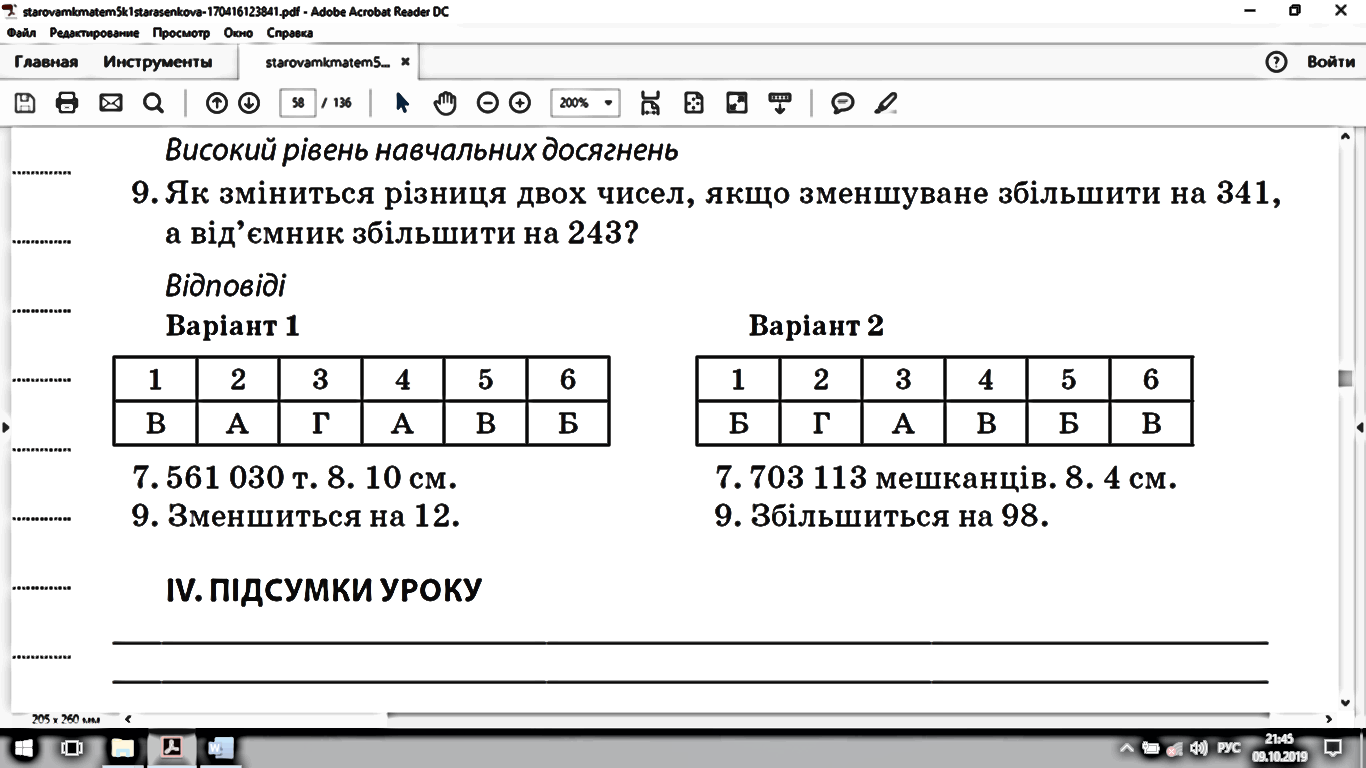 starovamkmatem5k1starasenkova-170416123841.pdf - Adobe Acrobat Reader DC
Файл Редактирование Просмотр Окно Справка
Главная Инструменты starovamkmatem5... × Войти
58 / 136 200%
Високий рівень навчальних досягнень
9. Як зміниться різниця двох чисел, якщо зменшуване збільшити на 341,
а від’ємник збільшити на 243?
Відповіді
Варіант 1 Варіант 2
1 2 3 4 5 6 1 2 3 4 5 6
В А Г А В Б Б Г А В Б В
7. 561 030 т. 8. 10 см. 7. 703 113 мешканців. 8. 4 см.
9. Зменшиться на 12. 9. Збільшиться на 98.
IV. ПІДСУМКИ УРОКУ
205 x 260 мм
РУС 21:45
09.10.2019